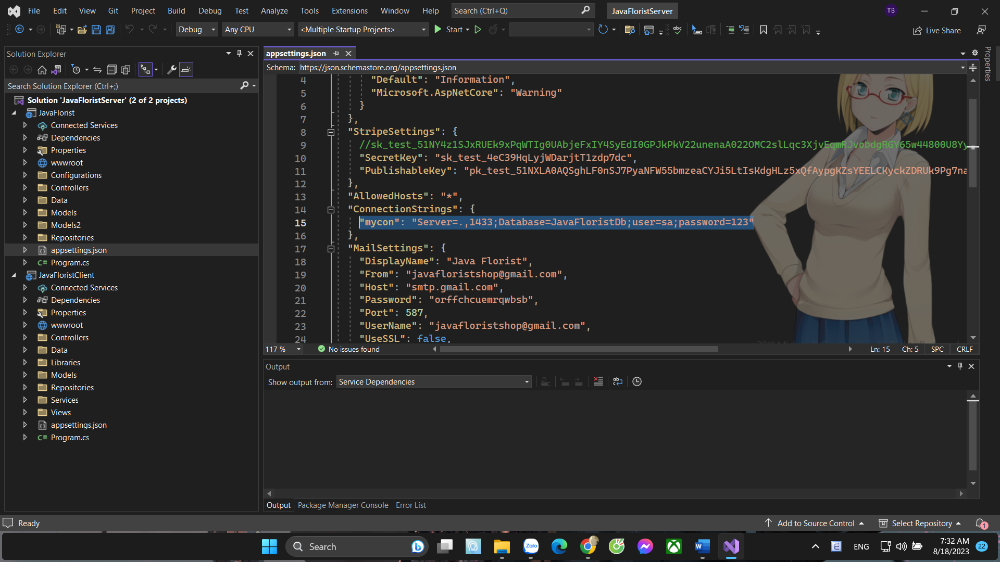 File Edit View Git Project Build Debug Test Analyze Tools Extensions Window Help Search (Ctrl+Q) JavaFloristServer TB
Debug Any CPU <Multiple Startup Projects> Start Live Share
Solution Explorer
Search Solution Explorer (Ctrl+;)
Solution 'JavaFloristServer' (2 of 2 projects)
JavaFlorist
Connected Services
Dependencies
Properties
wwwroot
Configurations
Controllers
Data
Models
Models2
Repositories
appsettings.json
C# Program.cs
JavaFloristClient
Connected Services
Dependencies
Properties
wwwroot
Controllers
Data
Libraries
Models
Repositories
Services
Views
appsettings.json
C# Program.cs
appsettings.json
Properties
Schema: https://json.schemastore.org/appsettings.json
4 "Default": "Information",
5 "Microsoft.AspNetCore": "Warning"
6 }
7 },
8 "StripeSettings": {
9 //sk_test_51NY4z1SJxRUEk9xPqWTIg0UAbjeFxIY4SyEdI0GPJkPkV22unenaA022OMC2slLqc3XjvEqmRJvobdgRGY65w44800U8Yy
10 "SecretKey": "sk_test_4eC39HqLyjWDarjtT1zdp7dc",
11 "PublishableKey": "pk_test_51NXLA0AQSghLF0nSJ7PyaNFW55bmzeaCYJi5LtIsKdgHLz5xQfAypgKZsYEELCKyckZDRUk9Pg7na
12 },
13 "AllowedHosts": "*",
14 "ConnectionStrings": {
15 "mycon": "Server=.,1433;Database=JavaFloristDb;user=sa;password=123"
16 },
17 "MailSettings": {
18 "DisplayName": "Java Florist",
19 "From": "javafloristshop@gmail.com",
20 "Host": "smtp.gmail.com",
21 "Password": "orffchcuemrqwbsb",
22 "Port": 587,
23 "UserName": "javafloristshop@gmail.com",
24 "UseSSL": false,
117 % No issues found Ln: 15 Ch: 5 SPC CRLF
Output
Show output from: Service Dependencies
Output Package Manager Console Error List
Ready Add to Source Control Select Repository 1
Search Zalo ENG 7:32 AM
8/18/2023 22